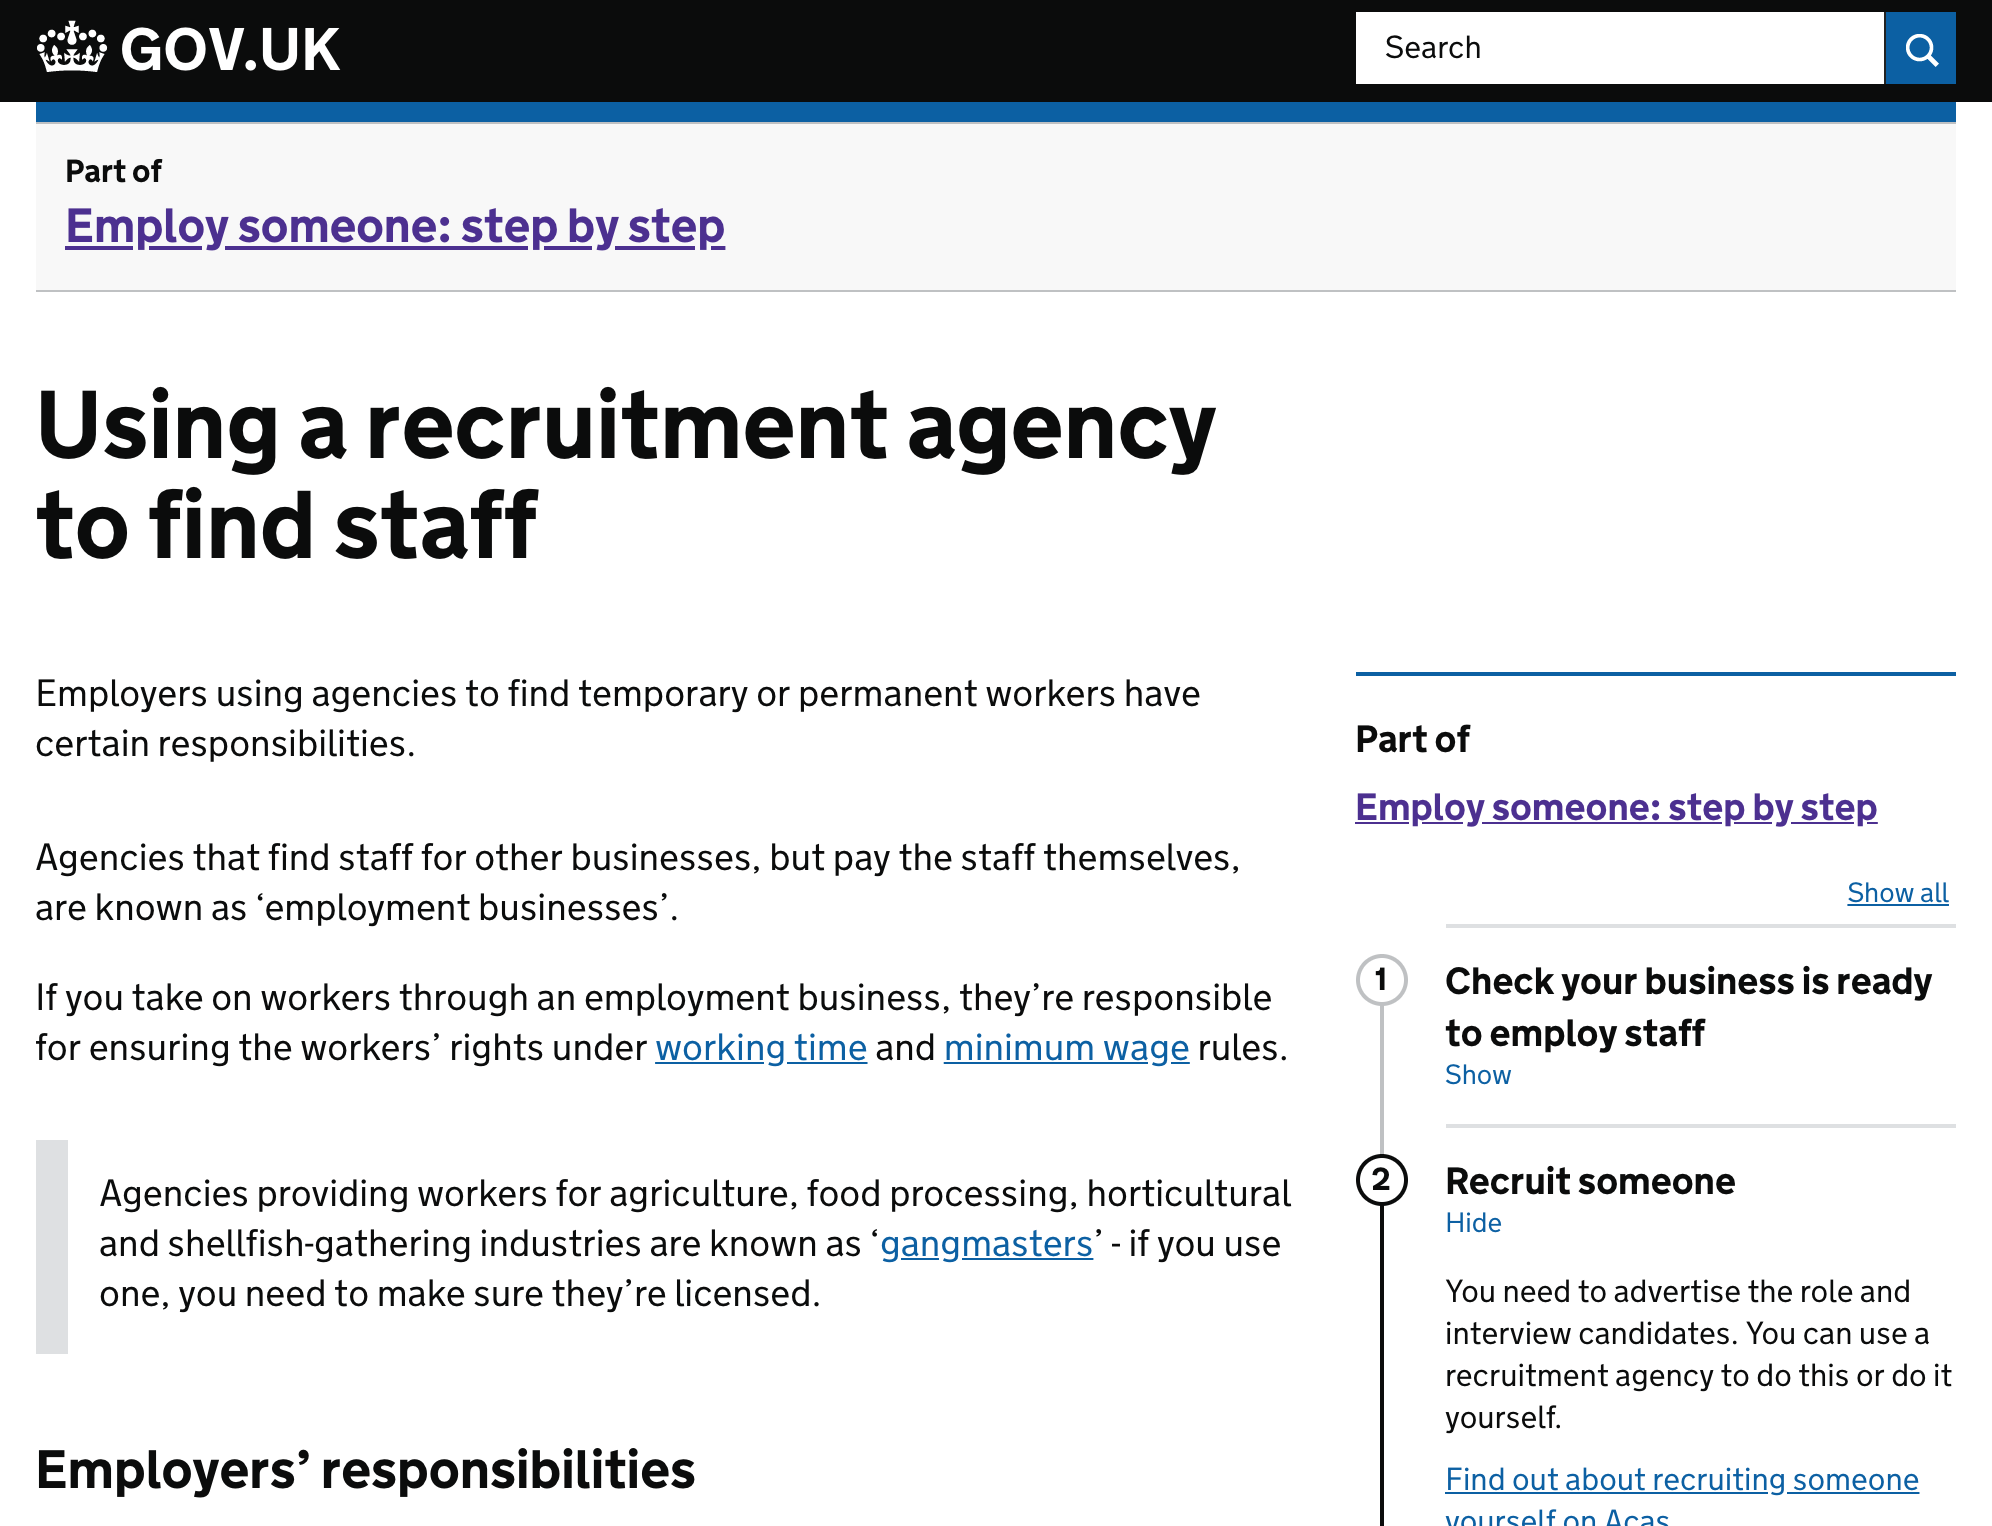 GOV.UK
Search
Part of
Employ someone: step by step
Using a recruitment agency
to find staff
Employers using agencies to find temporary or permanent workers have
certain responsibilities.
Agencies that find staff for other businesses, but pay the staff themselves,
are known as ‘employment businesses’.
If you take on workers through an employment business, they’re responsible
for ensuring the workers’ rights under working time and minimum wage rules.
Agencies providing workers for agriculture, food processing, horticultural
and shellfish-gathering industries are known as ‘gangmasters’ - if you use
one, you need to make sure they’re licensed.
Employers’ responsibilities
Part of
Employ someone: step by step
Show all
1 Check your business is ready
to employ staff
Show
2 Recruit someone
Hide
You need to advertise the role and
interview candidates. You can use a
recruitment agency to do this or do it
yourself.
Find out about recruiting someone
yourself on Acas